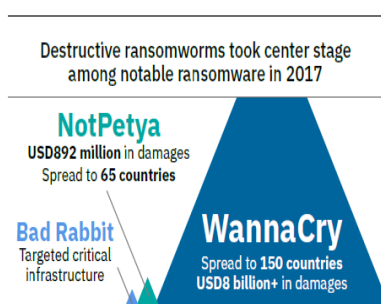 Destructive ransomworms took center stage
among notable ransomware in 2017
NotPetya
USD892 million in damages
Spread to 65 countries
Bad Rabbit
Targeted critical
infrastructure
WannaCry
Spread to 150 countries
USD8 billion+ in damages